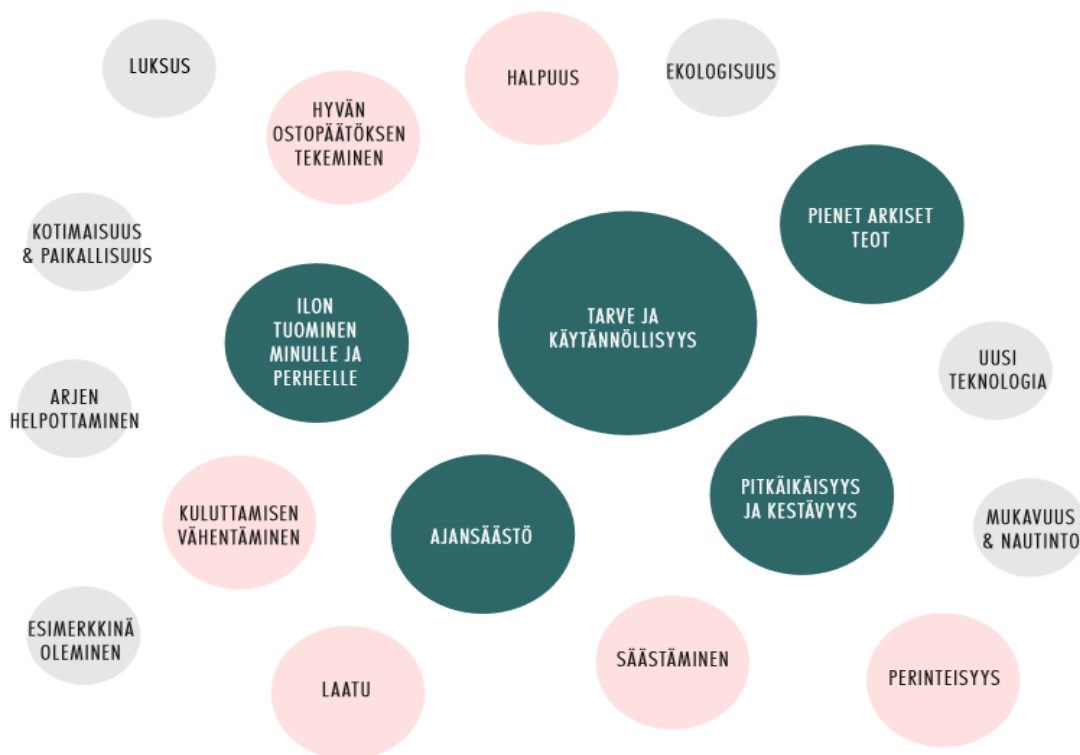 LUKSUS
HYVÄN
OSTOPÄÄTÖKSEN
TEKEMINEN
HALPUUS
EKOLOGISUUS
KOTIMAISUUS
& PAIKALLISUUS
PIENET ARKISET
TEOT
ILON
TUOMINEN
MINULLE JA
PERHEELLE
TARVE JA
KÄYTÄNNÖLLISYYS
UUSI
TEKNOLOGIA
ARJEN
HELPOTTAMINEN
KULUTTAMISEN
VÄHENTÄMINEN
AJANSÄÄSTÖ
PITKÄIKÄISYYS
JA KESTÄVYYS
MUKAVUUS
& NAUTINTO
ESIMERKKINÄ
OLEMINEN
LAATU
SÄÄSTÄMINEN
PERINTEISYYS